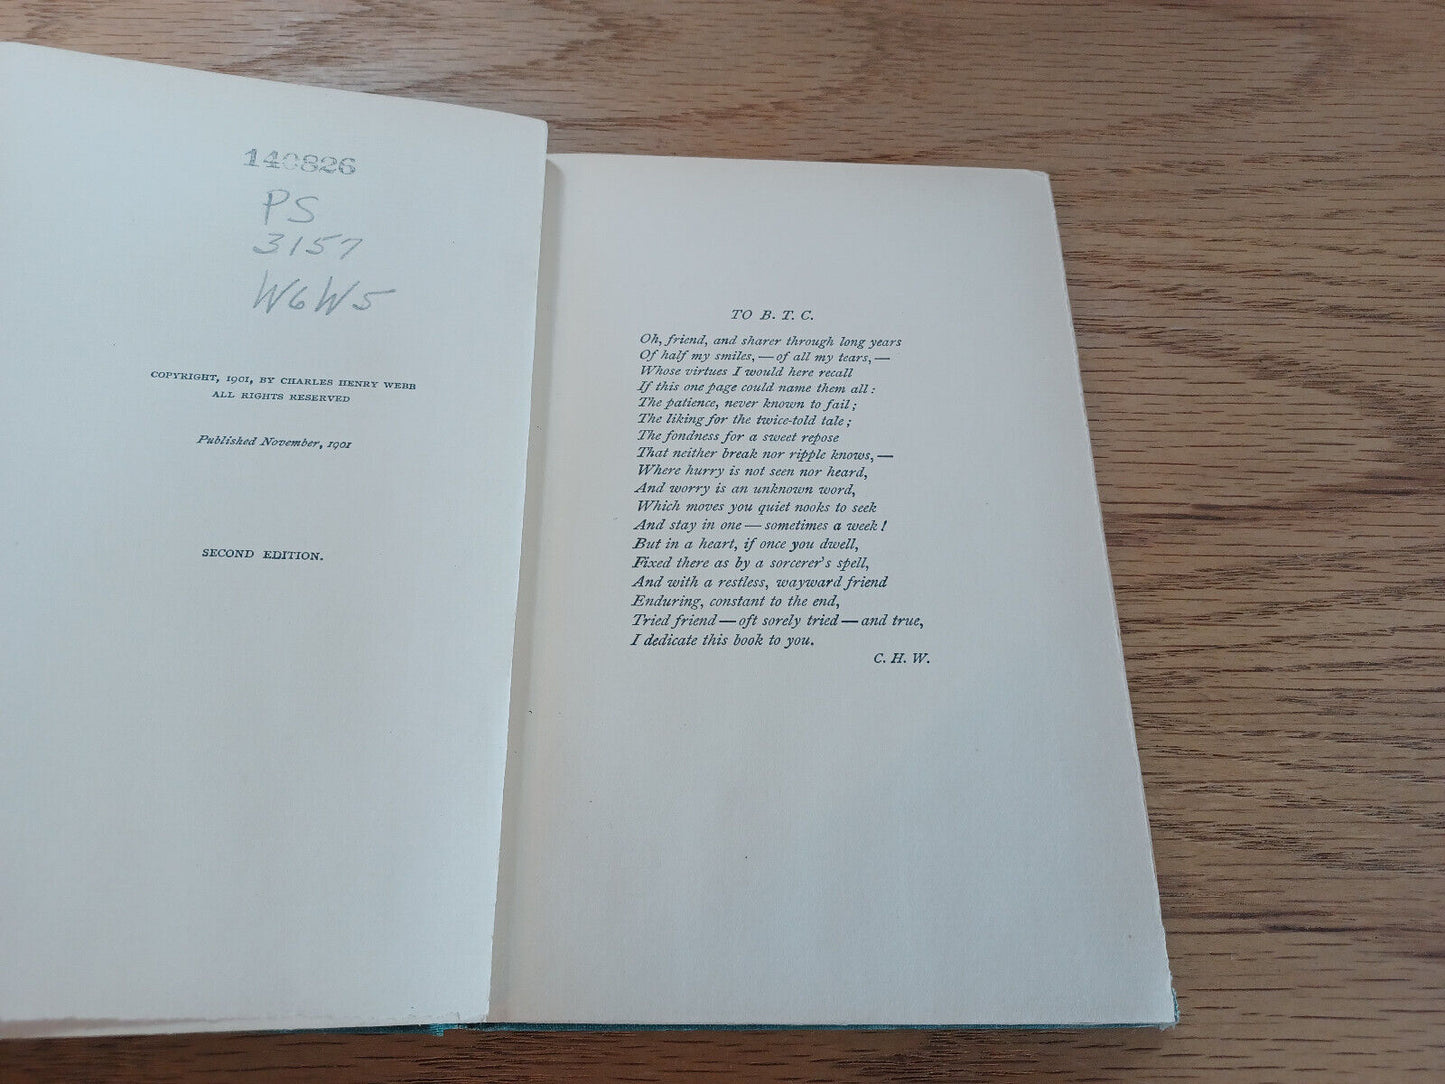 140826
PS
3157
W6W5
COPYRIGHT, 1901, BY CHARLES HENRY WEBB
ALL RIGHTS RESERVED
Published November, 1901
SECOND EDITION.
TO B. T. C.
Oh, friend, and sharer through long years
Of half my smiles, — of all my tears, —
Whose virtues I would here recall
If this one page could name them all:
The patience, never known to fail;
The liking for the twice-told tale;
The fondness for a sweet repose
That neither break nor ripple knows, —
Where hurry is not seen nor heard,
And worry is an unknown word,
Which moves you quiet nooks to seek
And stay in one — sometimes a week!
But in a heart, if once you dwell,
Fixed there as by a sorcerer's spell,
And with a restless, wayward friend
Enduring, constant to the end,
Tried friend — oft sorely tried — and true,
I dedicate this book to you.
C. H. W.